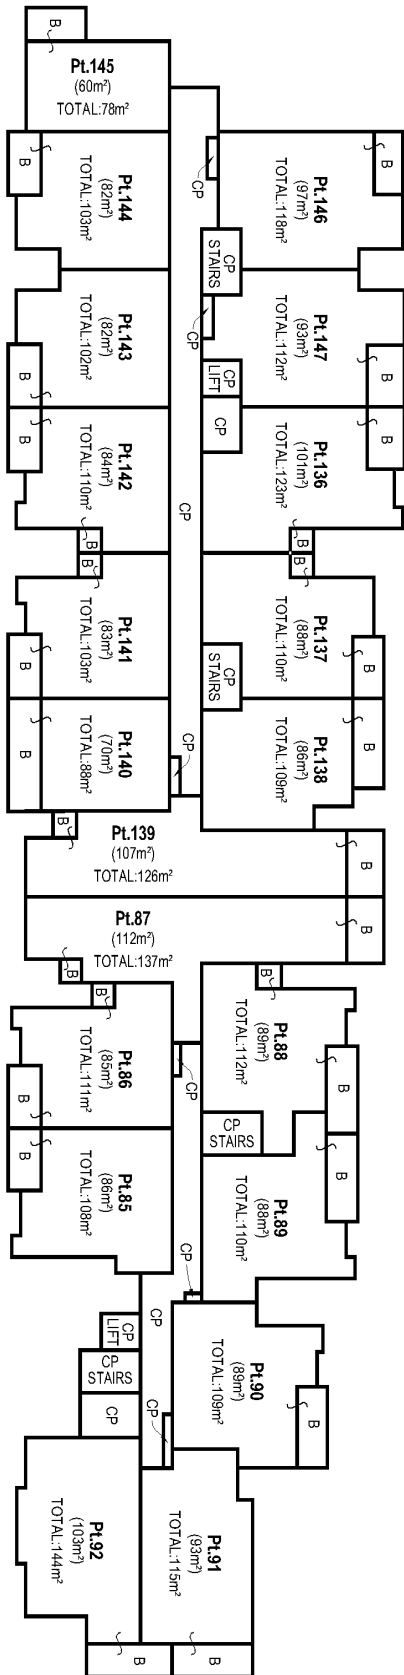 B
Pt.145
(60m²)
TOTAL:78m²
B
Pt.144
(82m²)
TOTAL:103m²
CP
Pt.146
(97m²)
TOTAL:118m²
B
CP
STAIRS
Pt.143
(82m²)
TOTAL:102m²
B
CP
Pt.147
(93m²)
TOTAL:112m²
B
CP
LIFT
CP
B
Pt.142
(84m²)
TOTAL:110m²
B
CP
Pt.136
(101m²)
TOTAL:123m²
B
B
B
Pt.141
(83m²)
TOTAL:103m²
B
B
Pt.137
(88m²)
TOTAL:110m²
B
CP
STAIRS
B
Pt.140
(70m²)
TOTAL:88m²
CP
Pt.138
(86m²)
TOTAL:109m²
B
B
Pt.139
(107m²)
TOTAL:126m²
B
Pt.87
(112m²)
TOTAL:137m²
B
B
B
Pt.86
(85m²)
TOTAL:111m²
B
CP
B
Pt.88
(89m²)
TOTAL:112m²
B
CP
STAIRS
B
Pt.85
(86m²)
TOTAL:108m²
Pt.89
(88m²)
TOTAL:110m²
B
CP
CP
LIFT
CP
STAIRS
CP
CP
CP
Pt.90
(89m²)
TOTAL:109m²
B
Pt.92
(103m²)
TOTAL:144m²
B
Pt.91
(93m²)
TOTAL:115m²
B